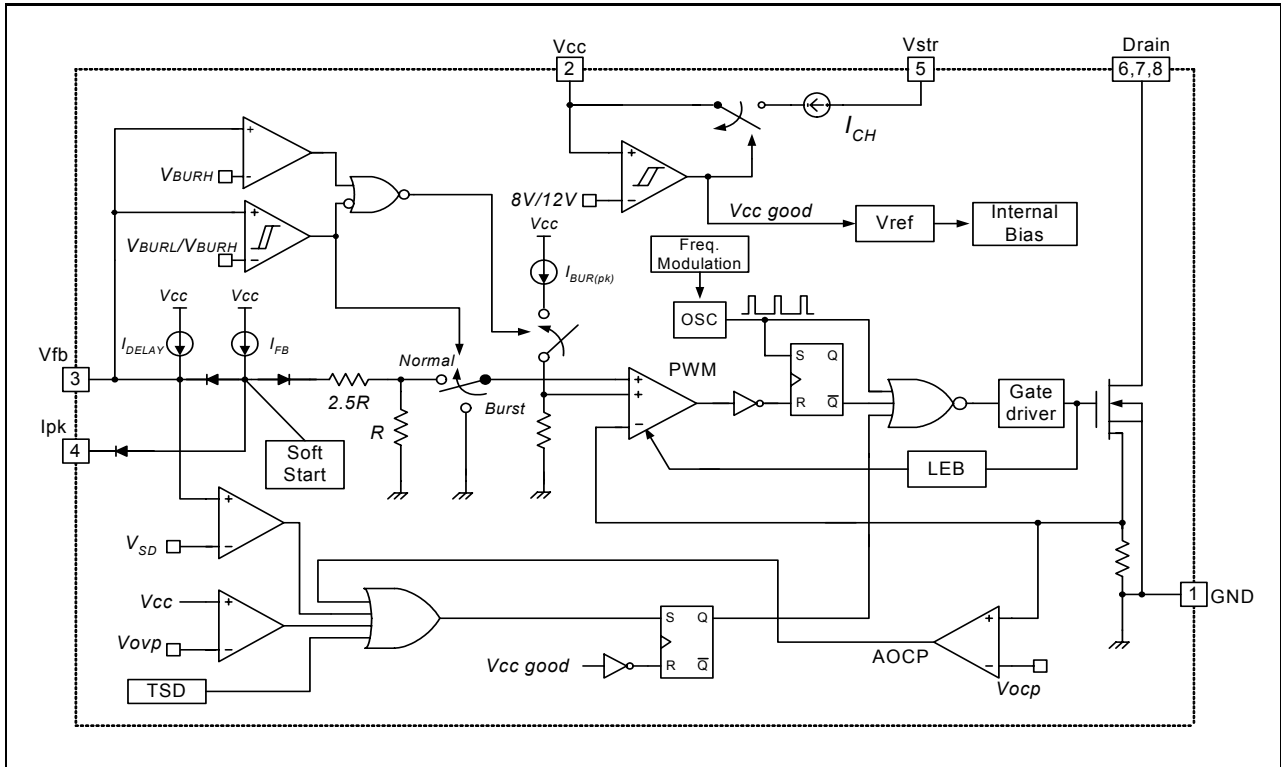 Vcc
2
Vstr
5
Drain
6,7,8
ICH
+
VBURH
-
+
VBURL/VBURH
-
+
8V/12V
-
Vcc good
Vref
Internal
Bias
Vcc
IBUR(pk)
Freq.
Modulation
OSC
Vcc
Vcc
IDELAY
IFB
Vfb
3
2.5R
R
Normal
Burst
+
+
-
PWM
S
Q
R
Q
Gate
driver
LEB
Ipk
4
Soft
Start
+
VSD
-
Vcc
+
Vovp
-
TSD
S
Q
R
Q
Vcc good
AOCP
+
-
Vocp
1
GND